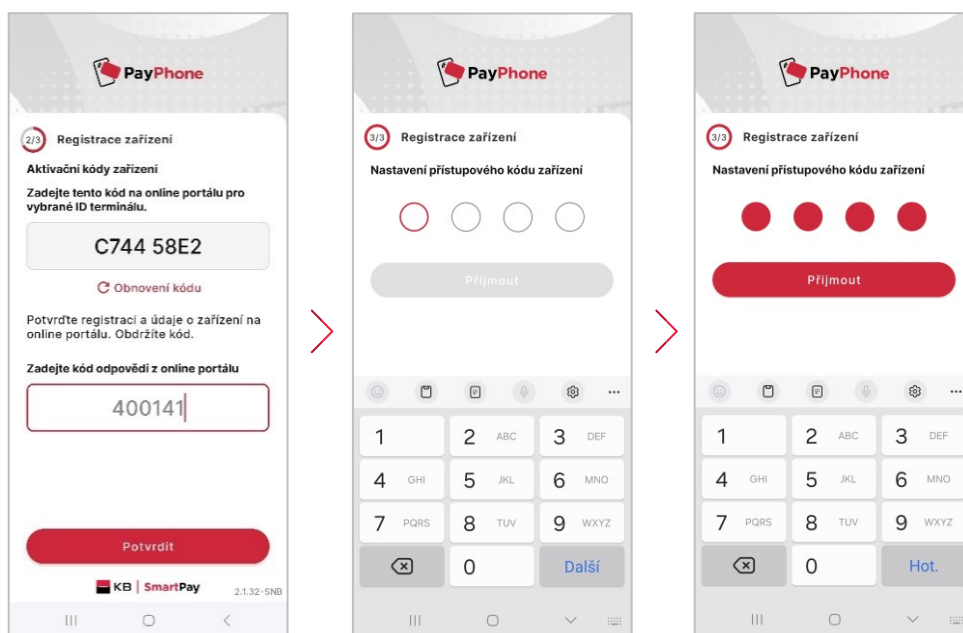 PayPhone
2/3 Registrace zařízení
Aktivační kódy zařízení
Zadejte tento kód na online portálu pro
vybrané ID terminálu.
C744 58E2
Obnovení kódu
Potvrďte registraci a údaje o zařízení na
online portálu. Obdržíte kód.
Zadejte kód odpovědi z online portálu
400141
Potvrdit
KB | SmartPay
2.1.32-SNB
PayPhone
3/3 Registrace zařízení
Nastavení přístupového kódu zařízení
Přijmout
1 2 ABC 3 DEF
4 GHI 5 JKL 6 MNO
7 PQRS 8 TUV 9 WXYZ
0 Další
PayPhone
3/3 Registrace zařízení
Nastavení přístupového kódu zařízení
Přijmout
1 2 ABC 3 DEF
4 GHI 5 JKL 6 MNO
7 PQRS 8 TUV 9 WXYZ
0 Hot.